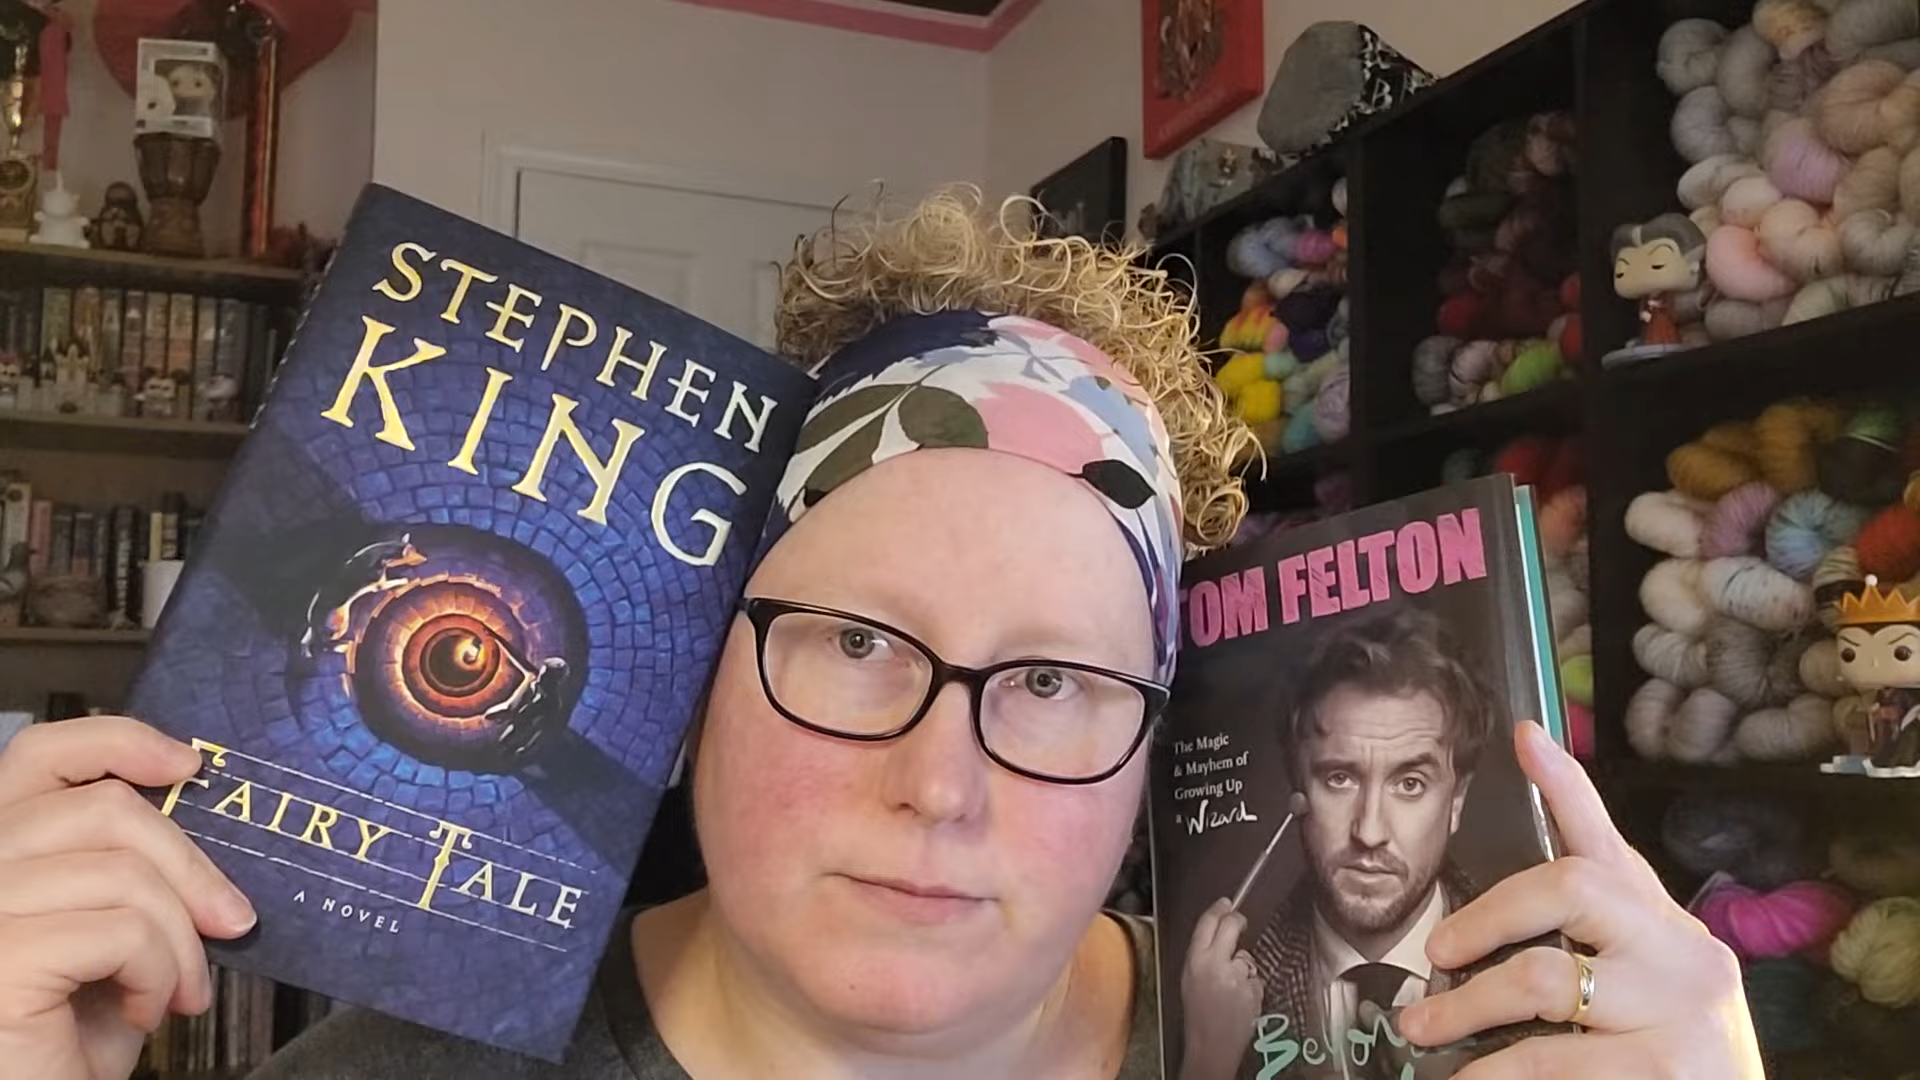 STEPHEN
KING
FAIRY TALE
A NOVEL
TOM FELTON
The Magic
& Mayhem of
Growing Up
a Wizard